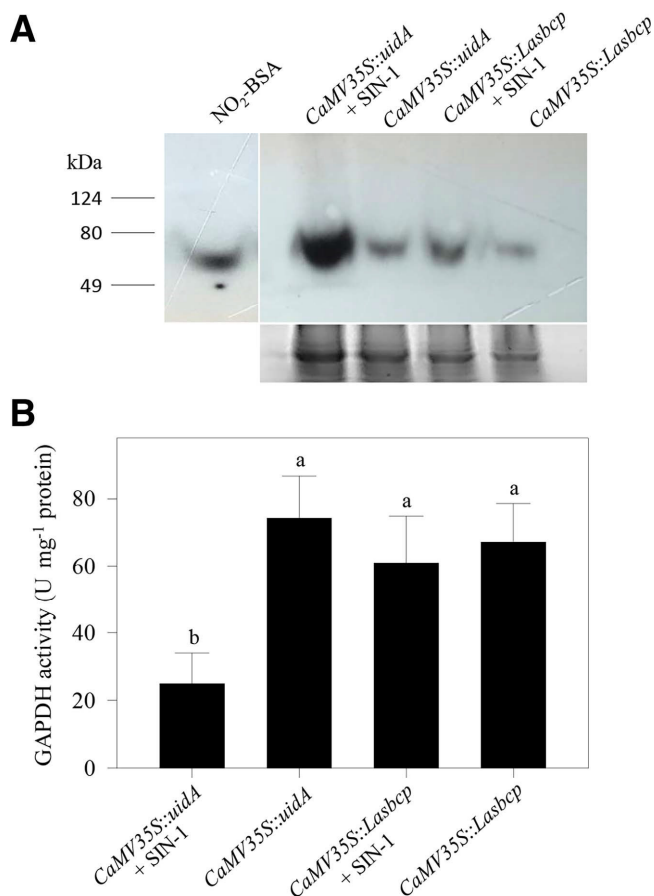 A
NO2-BSA
CaMV35S::uidA
+ SIN-1
CaMV35S::uidA
CaMV35S::Lasbcp
+ SIN-1
CaMV35S::Lasbcp
kDa
124
80
49
B
GAPDH activity (U mg-1 protein)
80
60
40
20
0
b
a
a
a
CaMV35S::uidA
+ SIN-1
CaMV35S::uidA
CaMV35S::Lasbcp
+ SIN-1
CaMV35S::Lasbcp